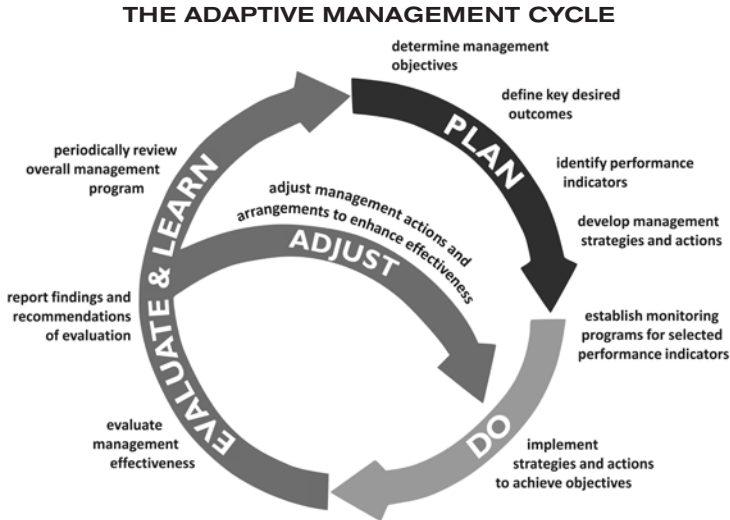 THE ADAPTIVE MANAGEMENT CYCLE
determine management
objectives
define key desired
outcomes
PLAN
identify performance
indicators
develop management
strategies and actions
establish monitoring
programs for selected
performance indicators
DO
implement
strategies and actions
to achieve objectives
evaluate
management
effectiveness
EVALUATE & LEARN
report findings and
recommendations
of evaluation
periodically review
overall management
program
adjust management actions and
arrangements to enhance effectiveness
ADJUST